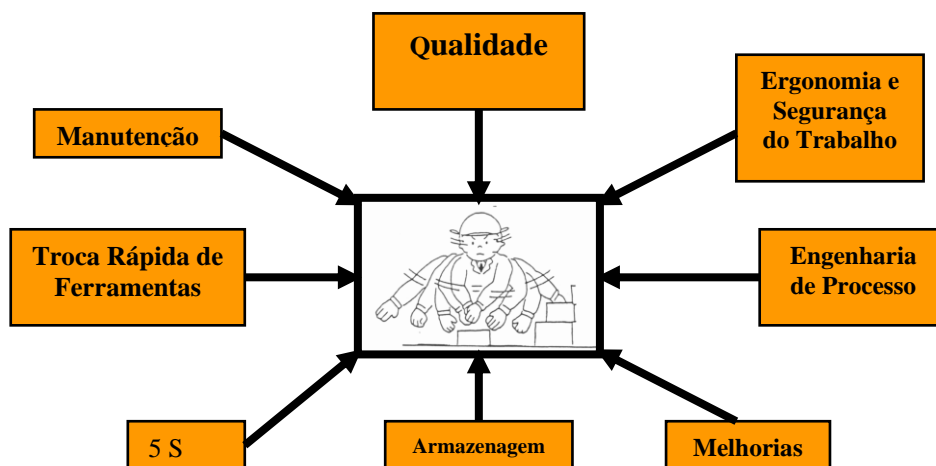 Qualidade
Ergonomia e
Segurança
do Trabalho
Manutenção
Troca Rápida de
Ferramentas
Engenharia
de Processo
5 S
Armazenagem
Melhorias